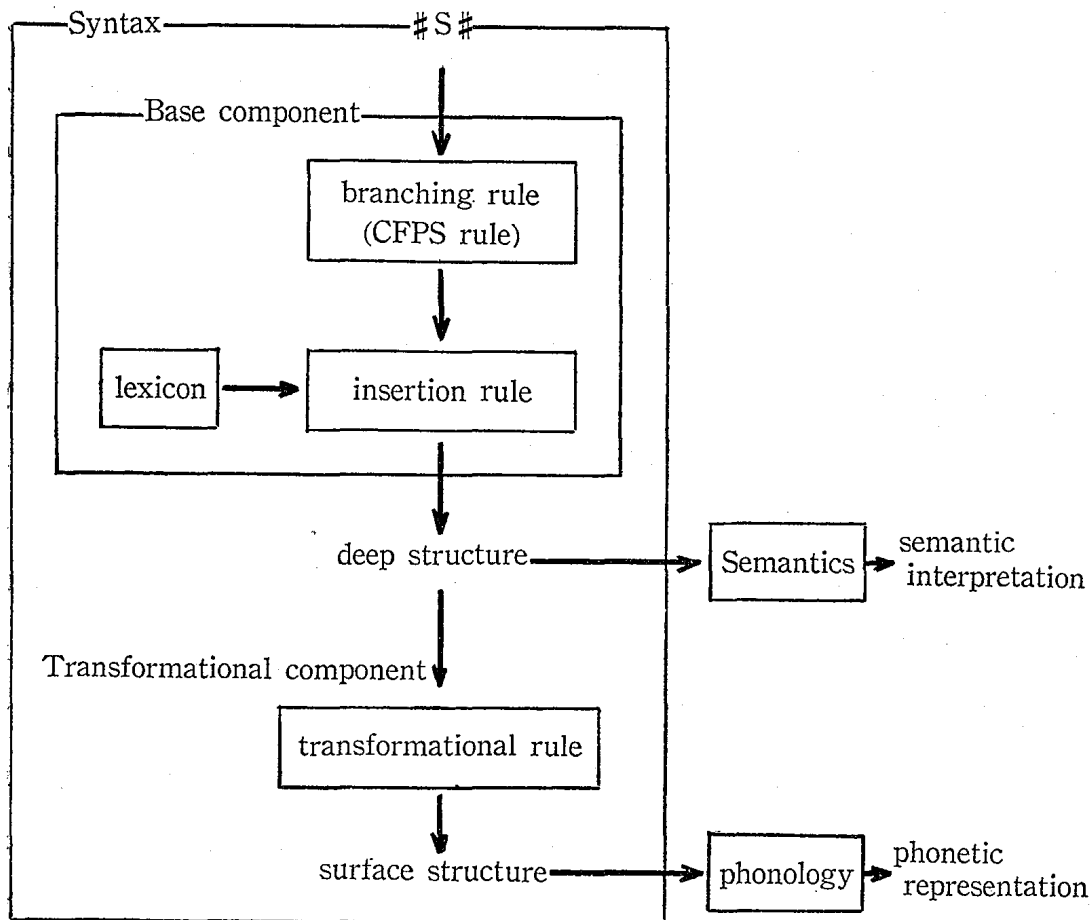 Syntax
#S#
Base component
branching rule
(CFPS rule)
lexicon
insertion rule
deep structure
Semantics
semantic
interpretation
Transformational component
transformational rule
surface structure
phonology
phonetic
representation